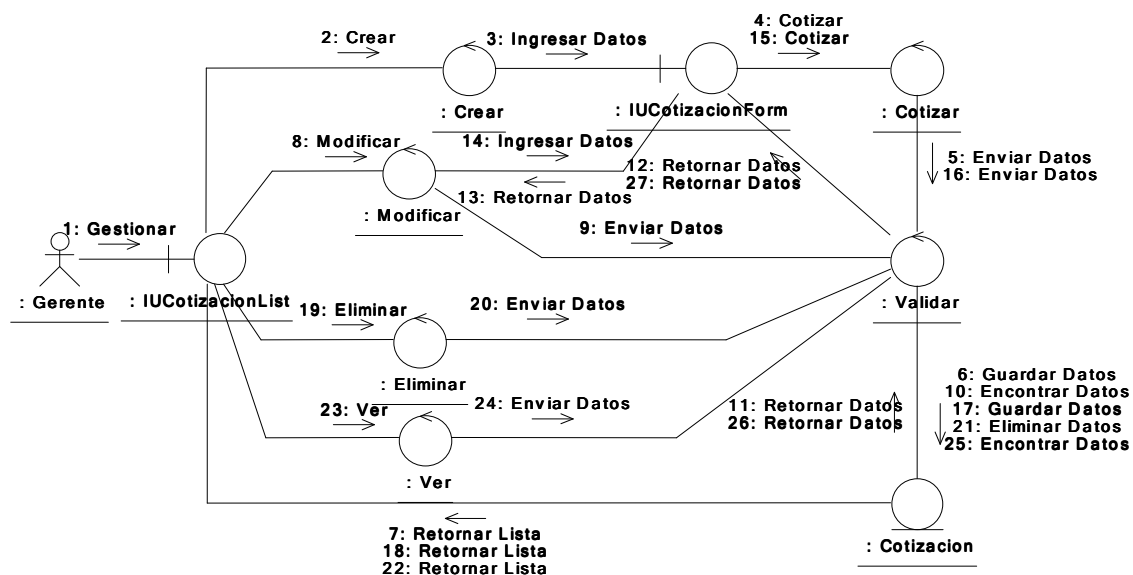 4: Cotizar
2: Crear
3: Ingresar Datos
15: Cotizar
: Crear
: IUCotizacionForm
: Cotizar
8: Modificar
14: Ingresar Datos
12: Retornar Datos
27: Retornar Datos
5: Enviar Datos
16: Enviar Datos
13: Retornar Datos
: Modificar
1: Gestionar
9: Enviar Datos
: Gerente
: IUCotizacionList
: Validar
19: Eliminar
20: Enviar Datos
: Eliminar
6: Guardar Datos
10: Encontrar Datos
17: Guardar Datos
21: Eliminar Datos
25: Encontrar Datos
23: Ver
24: Enviar Datos
11: Retornar Datos
26: Retornar Datos
: Ver
7: Retornar Lista
18: Retornar Lista
22: Retornar Lista
: Cotizacion